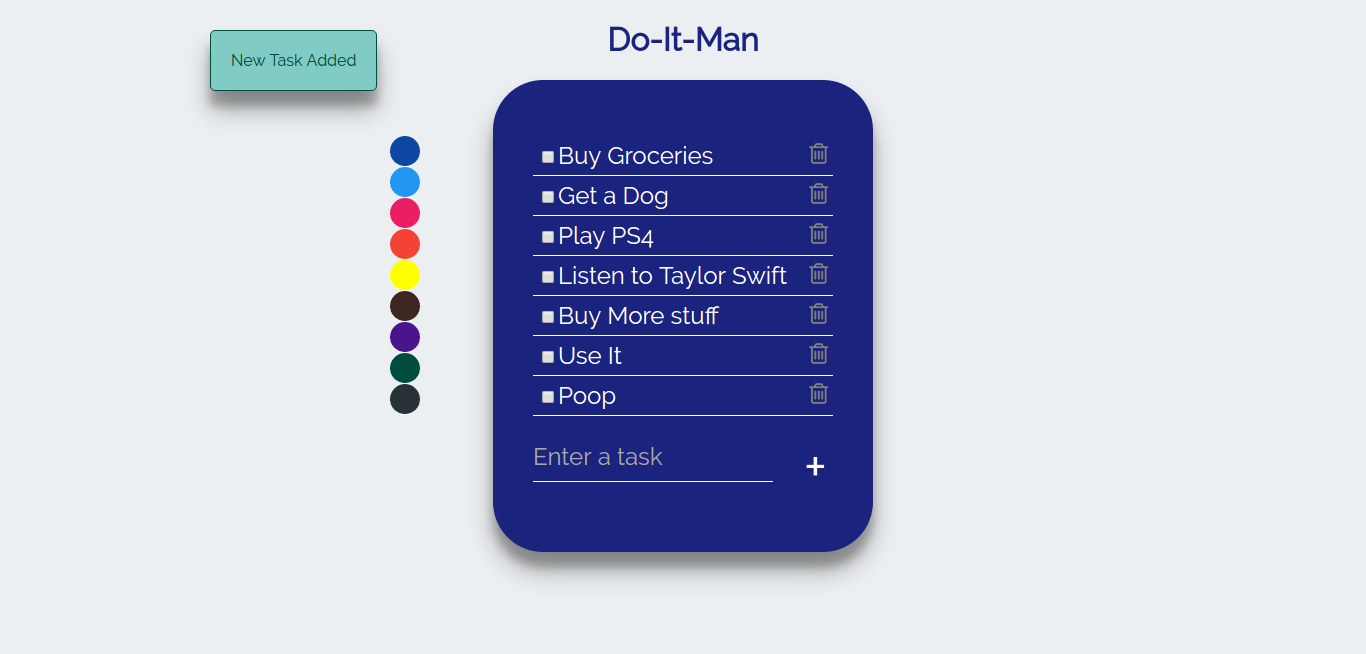 Do-It-Man
New Task Added
Buy Groceries
Get a Dog
Play PS4
Listen to Taylor Swift
Buy More stuff
Use It
Poop
Enter a task
+